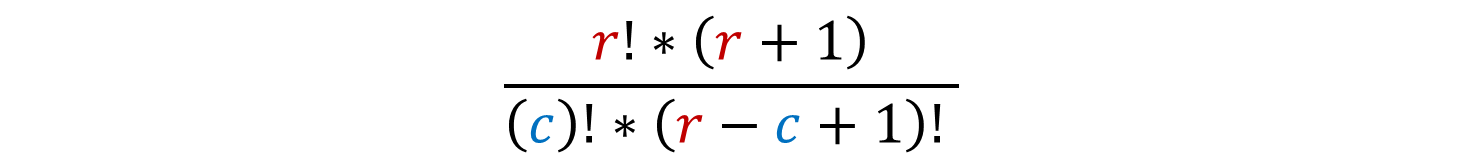 r! * (r + 1)
(c)! * (r − c + 1)!